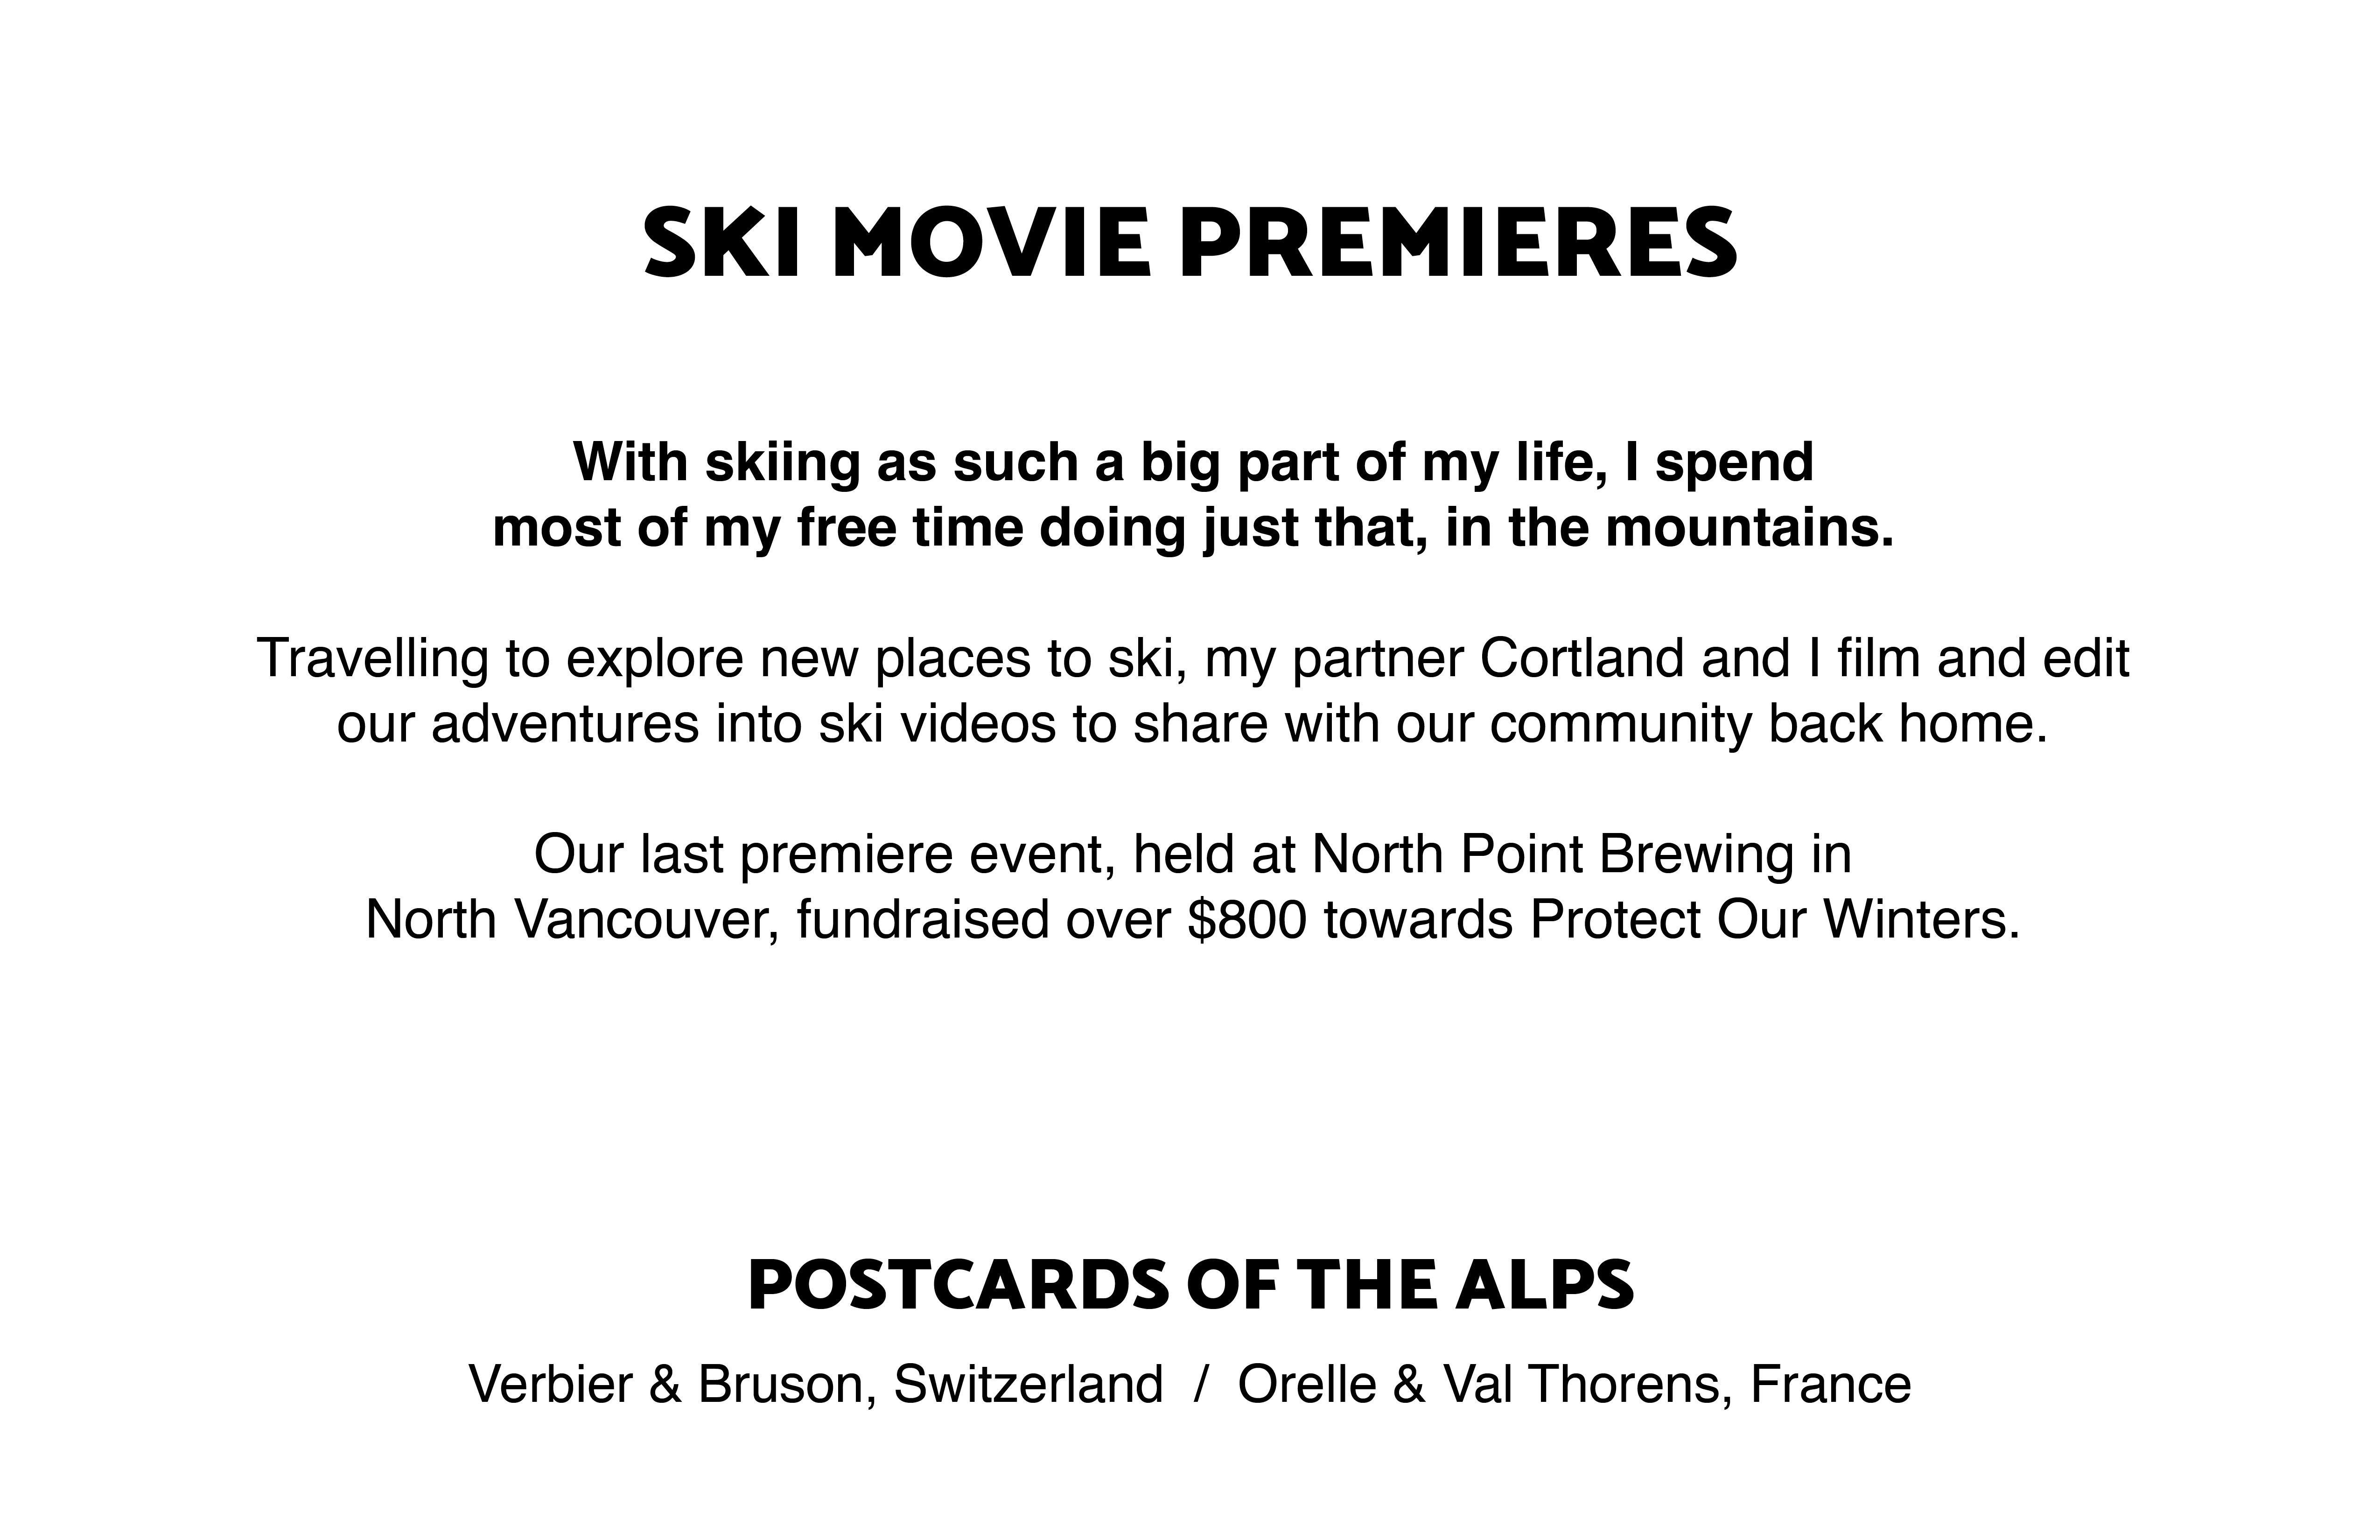 SKI MOVIE PREMIERES
With skiing as such a big part of my life, I spend
most of my free time doing just that, in the mountains.
Travelling to explore new places to ski, my partner Cortland and I film and edit
our adventures into ski videos to share with our community back home.
Our last premiere event, held at North Point Brewing in
North Vancouver, fundraised over $800 towards Protect Our Winters.
POSTCARDS OF THE ALPS
Verbier & Bruson, Switzerland / Orelle & Val Thorens, France